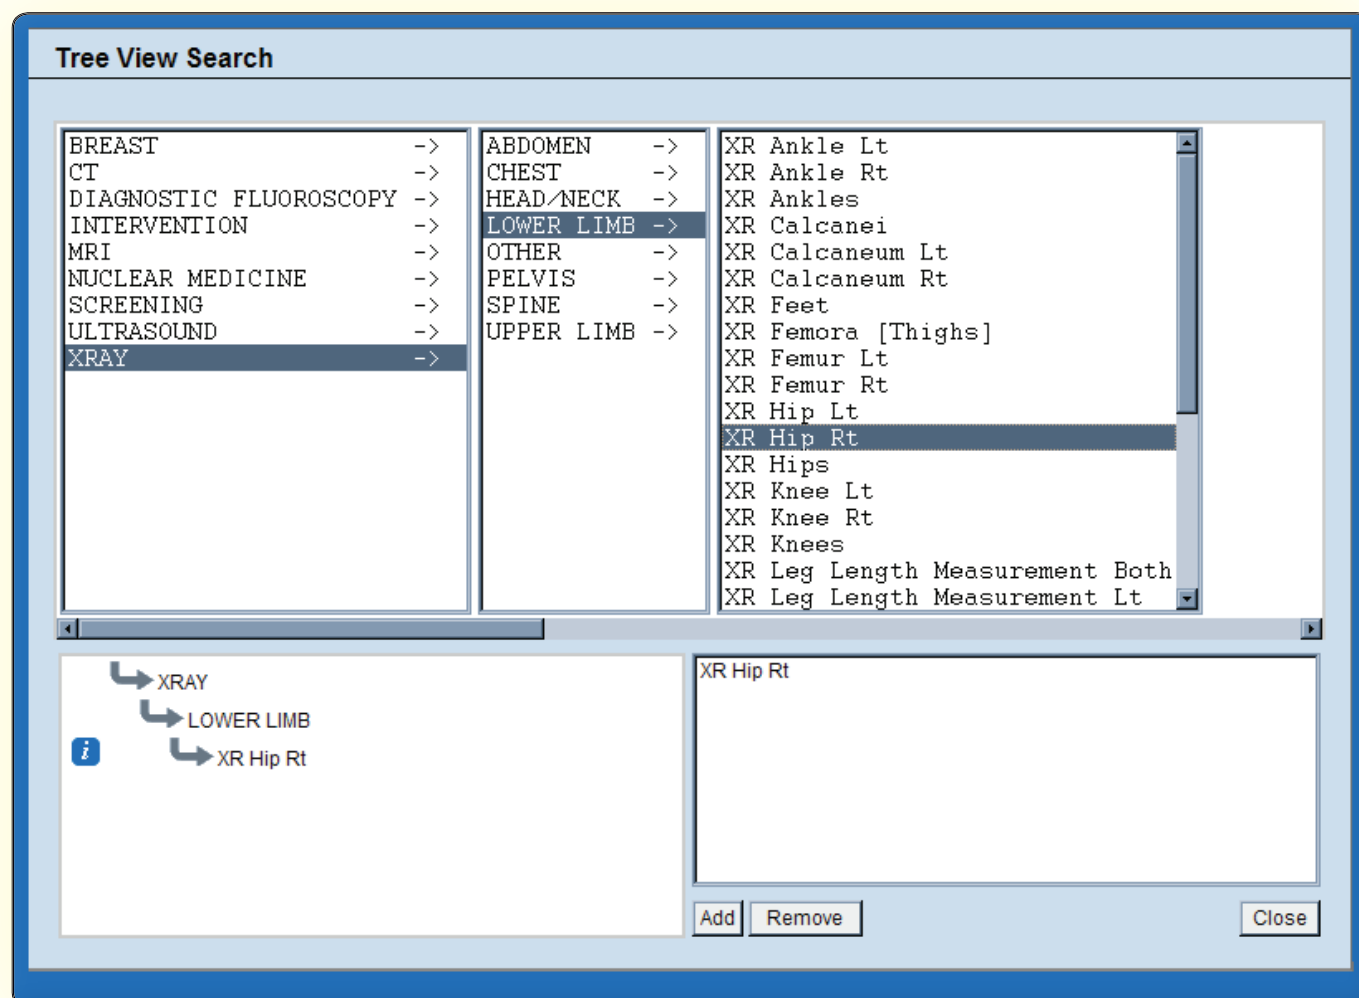 Tree View Search
BREAST ->
CT ->
DIAGNOSTIC FLUOROSCOPY ->
INTERVENTION ->
MRI ->
NUCLEAR MEDICINE ->
SCREENING ->
ULTRASOUND ->
XRAY ->
ABDOMEN ->
CHEST ->
HEAD/NECK ->
LOWER LIMB ->
OTHER ->
PELVIS ->
SPINE ->
UPPER LIMB ->
XR Ankle Lt
XR Ankle Rt
XR Ankles
XR Calcanei
XR Calcaneum Lt
XR Calcaneum Rt
XR Feet
XR Femora [Thighs]
XR Femur Lt
XR Femur Rt
XR Hip Lt
XR Hip Rt
XR Hips
XR Knee Lt
XR Knee Rt
XR Knees
XR Leg Length Measurement Both
XR Leg Length Measurement Lt
XRAY
LOWER LIMB
i XR Hip Rt
XR Hip Rt
Add Remove Close